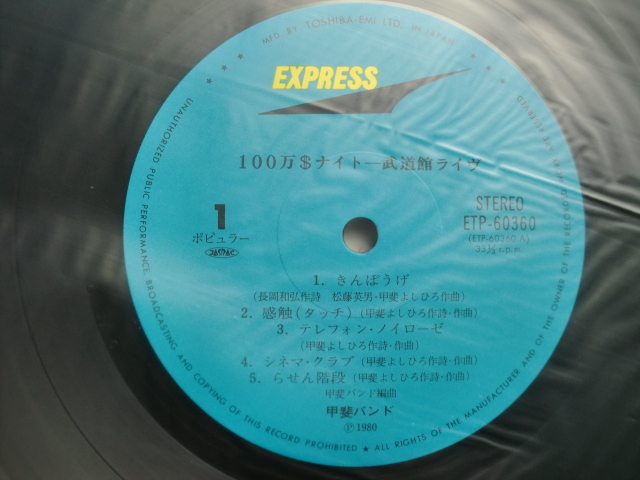 MFD. BY TOSHIBA-EMI LTD. IN JAPAN
EXPRESS
100万$ナイト—武道館ライヴ
1
ポピュラー
JASRAC
STEREO
ETP-60360
(ETP-60360.A)
33⅓ r.p.m.
1. きんぽうげ
(長岡和弘作詩 松藤英男・甲斐よしひろ作曲)
2. 感触(タッチ)(甲斐よしひろ作詩・作曲)
3. テレフォン・ノイローゼ
(甲斐よしひろ作詩・作曲)
4. シネマ・クラブ(甲斐よしひろ作詩・作曲)
5. らせん階段(甲斐よしひろ作詩・作曲)
甲斐バンド編曲
甲斐バンド
Ⓟ1980
UNAUTHORIZED PUBLIC PERFORMANCE, BROADCASTING AND COPYING OF THIS RECORD PROHIBITED ★ ALL RIGHTS OF THE MANUFACTURER AND OF THE OWNER OF THE RECORDED WORK RESERVED